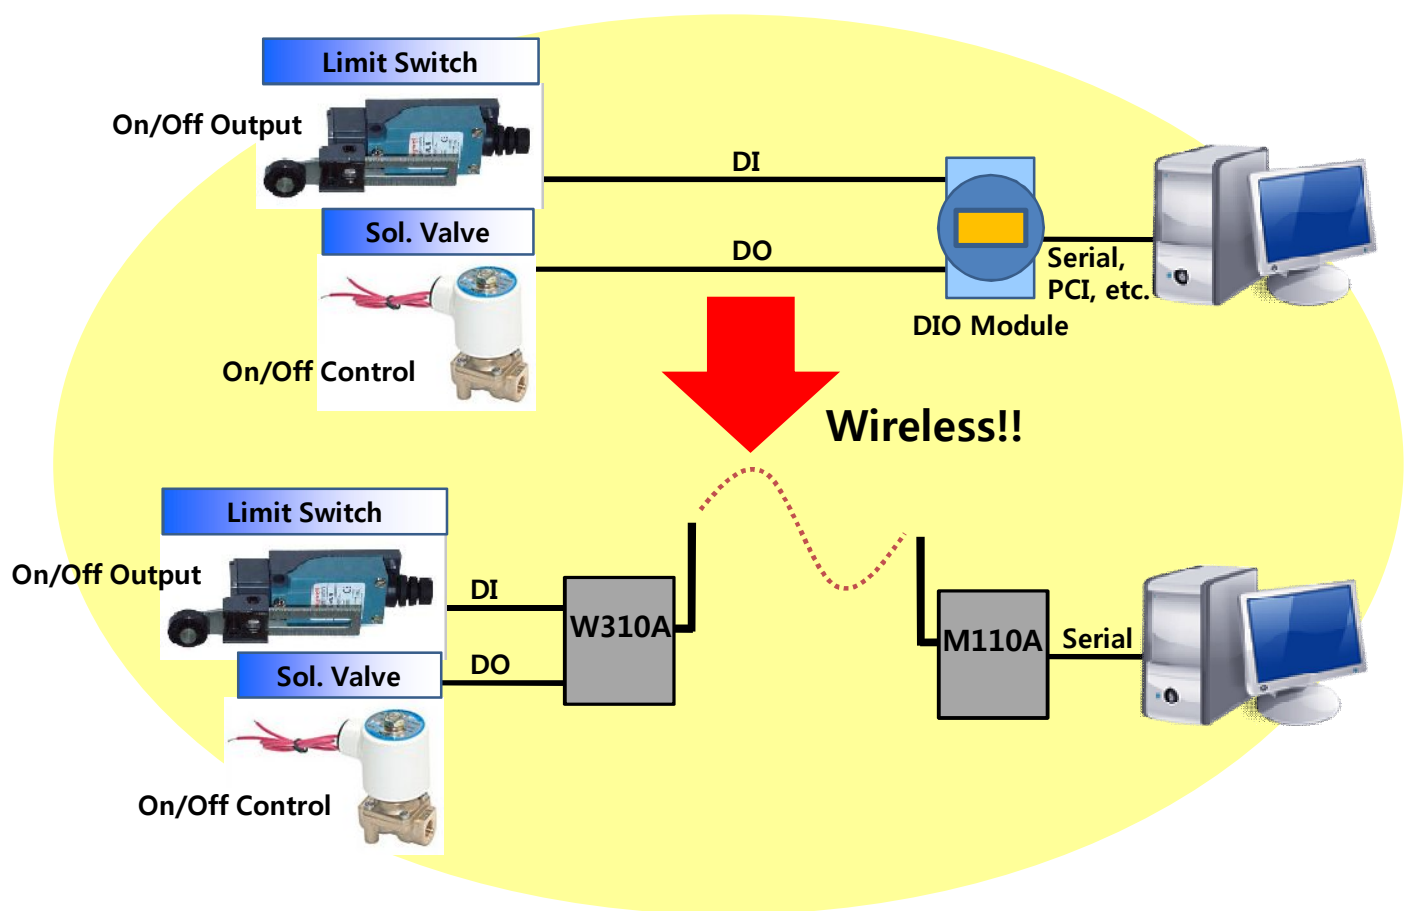 Limit Switch
On/Off Output
DI
Sol. Valve
DO
Serial,
PCI, etc.
DIO Module
On/Off Control
Wireless!!
Limit Switch
On/Off Output
DI
W310A
M110A
Serial
DO
Sol. Valve
On/Off Control